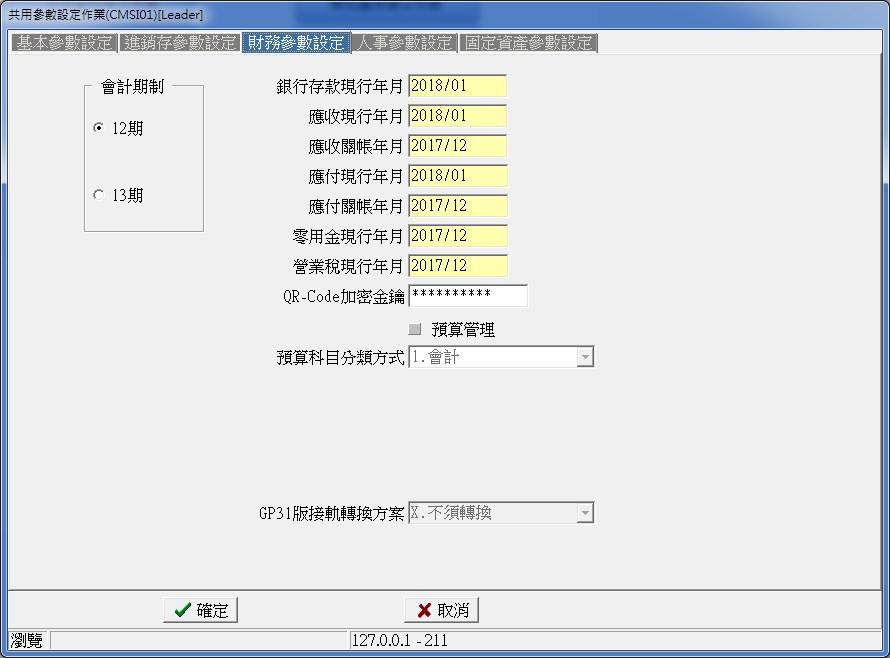 共用參數設定作業(CMSI01)[Leader]
基本參數設定 進銷存參數設定 財務參數設定 人事參數設定 固定資產參數設定
會計期制
12期
13期
銀行存款現行年月 2018/01
應收現行年月 2018/01
應收關帳年月 2017/12
應付現行年月 2018/01
應付關帳年月 2017/12
零用金現行年月 2017/12
營業稅現行年月 2017/12
QR-Code加密金鑰 **********
預算管理
預算科目分類方式 1.會計
GP31版接軌轉換方案 X.不須轉換
確定 取消
瀏覽 127.0.0.1 - 211